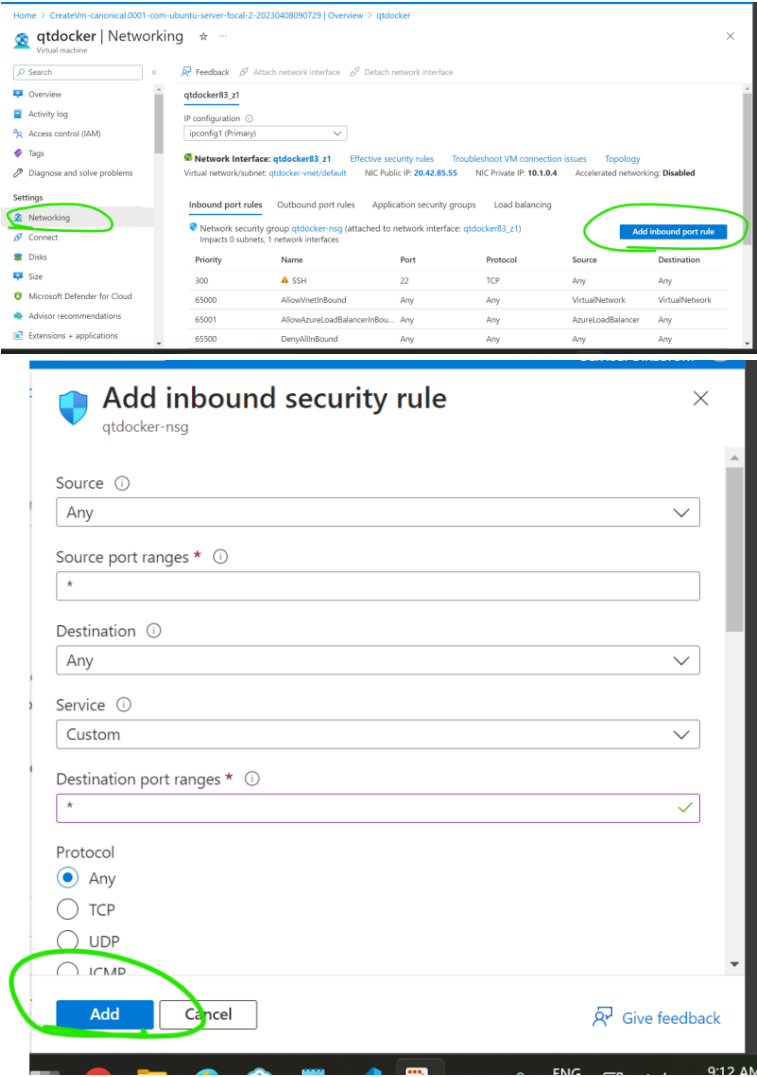 Home > CreateVm-canonical.0001-com-ubuntu-server-focal-2-20230408090729 | Overview > qtdocker
qtdocker | Networking
Virtual machine
Search
Feedback Attach network interface Detach network interface
Overview
Activity log
Access control (IAM)
Tags
Diagnose and solve problems
Settings
Networking
Connect
Disks
Size
Microsoft Defender for Cloud
Advisor recommendations
Extensions + applications
qtdocker83_z1
IP configuration
ipconfig1 (Primary)
Network Interface: qtdocker83_z1 Effective security rules Troubleshoot VM connection issues Topology
Virtual network/subnet: qtdocker-vnet/default NIC Public IP: 20.42.85.55 NIC Private IP: 10.1.0.4 Accelerated networking: Disabled
Inbound port rules Outbound port rules Application security groups Load balancing
Network security group qtdocker-nsg (attached to network interface: qtdocker83_z1)
Impacts 0 subnets, 1 network interfaces
Add inbound port rule
Priority Name Port Protocol Source Destination
300 SSH 22 TCP Any Any
65000 AllowVnetInBound Any Any VirtualNetwork VirtualNetwork
65001 AllowAzureLoadBalancerInBou... Any Any AzureLoadBalancer Any
65500 DenyAllInBound Any Any Any Any
Add inbound security rule
qtdocker-nsg
Source
Any
Source port ranges *
*
Destination
Any
Service
Custom
Destination port ranges *
*
Protocol
Any
TCP
UDP
ICMP
Add Cancel
Give feedback
ENG 9:12 AM